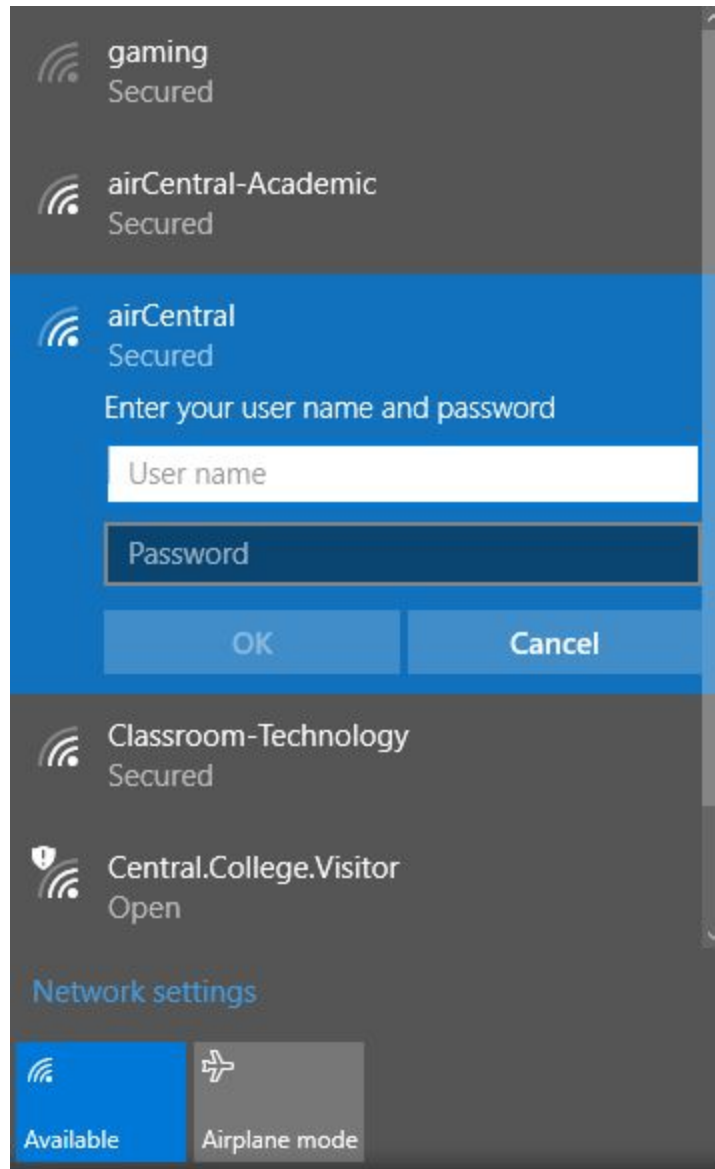 gaming
Secured
airCentral-Academic
Secured
airCentral
Secured
Enter your user name and password
User name
Password
OK
Cancel
Classroom-Technology
Secured
Central.College.Visitor
Open
Network settings
Available
Airplane mode